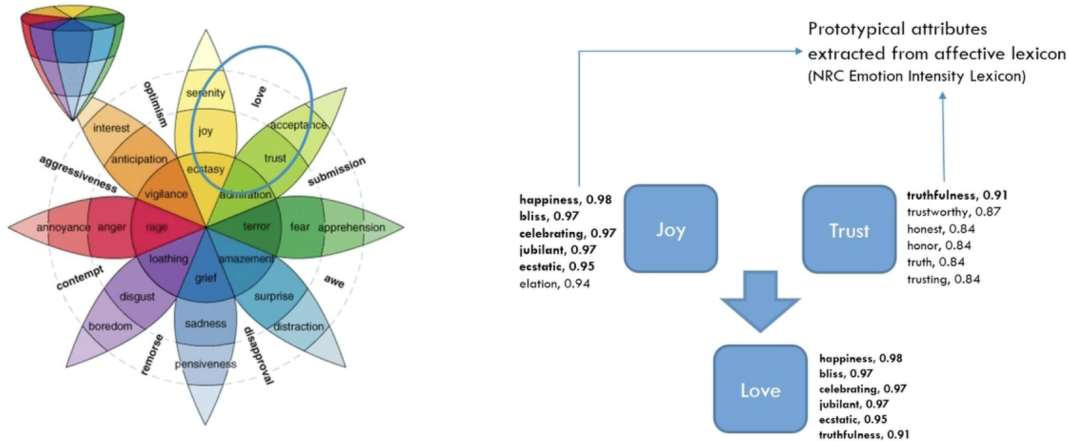 optimism
serenity
love
interest
joy
acceptance
anticipation
trust
aggressiveness
ecstasy
submission
vigilance
admiration
annoyance
anger
rage
terror
fear
apprehension
loathing
amazement
contempt
grief
awe
disgust
surprise
boredom
sadness
distraction
remorse
disapproval
pensiveness
Prototypical attributes
extracted from affective lexicon
(NRC Emotion Intensity Lexicon)
happiness, 0.98
bliss, 0.97
celebrating, 0.97
jubilant, 0.97
ecstatic, 0.95
elation, 0.94
Joy
Trust
truthfulness, 0.91
trustworthy, 0.87
honest, 0.84
honor, 0.84
truth, 0.84
trusting, 0.84
Love
happiness, 0.98
bliss, 0.97
celebrating, 0.97
jubilant, 0.97
ecstatic, 0.95
truthfulness, 0.91